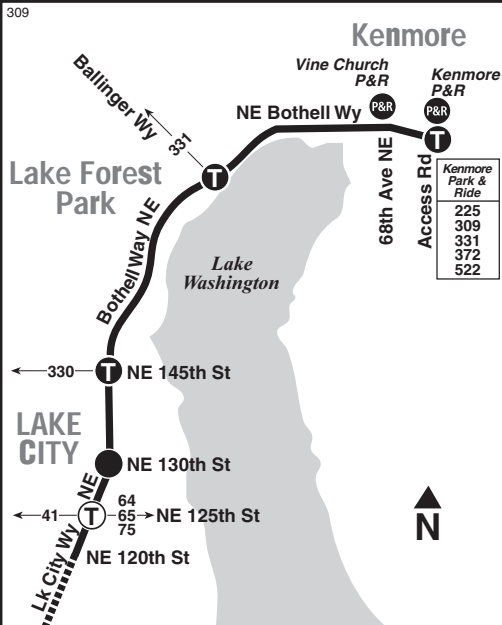 309
Kenmore
Vine Church
P&R
Kenmore
P&R
P&R
P&R
Ballinger Wy
331
NE Bothell Wy
T
T
68th Ave NE
Access Rd
Kenmore
Park &
Ride
225
309
331
372
522
Lake Forest
Park
Bothell Way NE
Lake
Washington
330
T
NE 145th St
LAKE
CITY
NE 130th St
NE
41
T
64
65
75
NE 125th St
NE 120th St
Lk City Wy
N